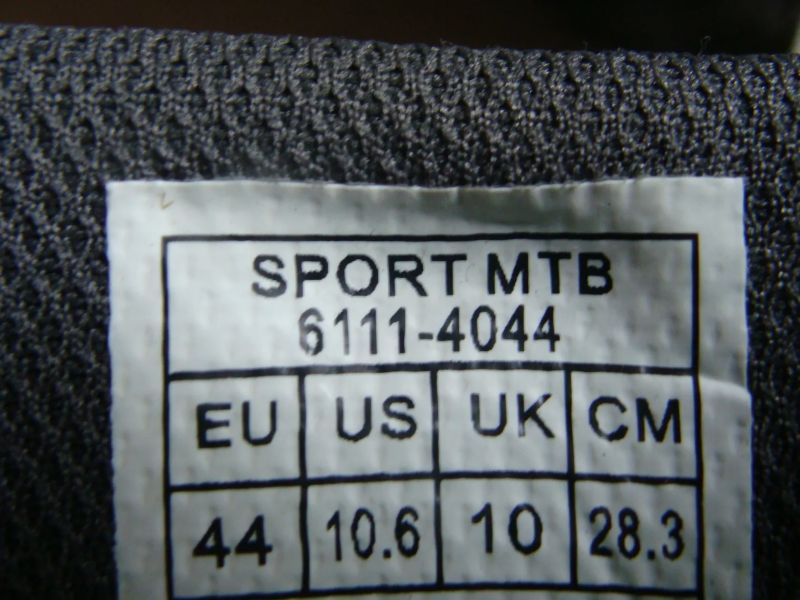 SPORT MTB
6111-4044
EU US UK CM
44 10.6 10 28.3